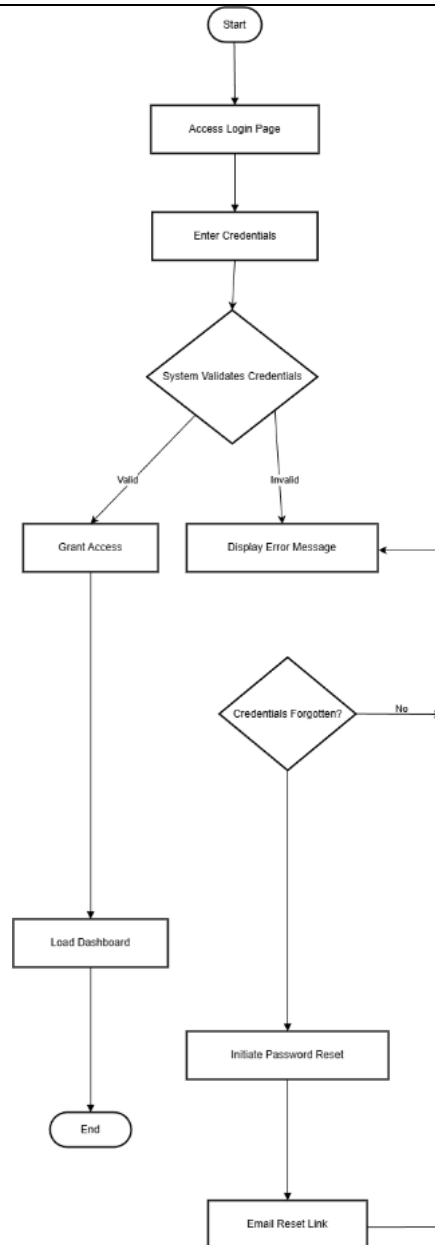 Start
Access Login Page
Enter Credentials
System Validates Credentials
Valid
Invalid
Grant Access
Display Error Message
Credentials Forgotten?
No
Load Dashboard
Initiate Password Reset
End
Email Reset Link